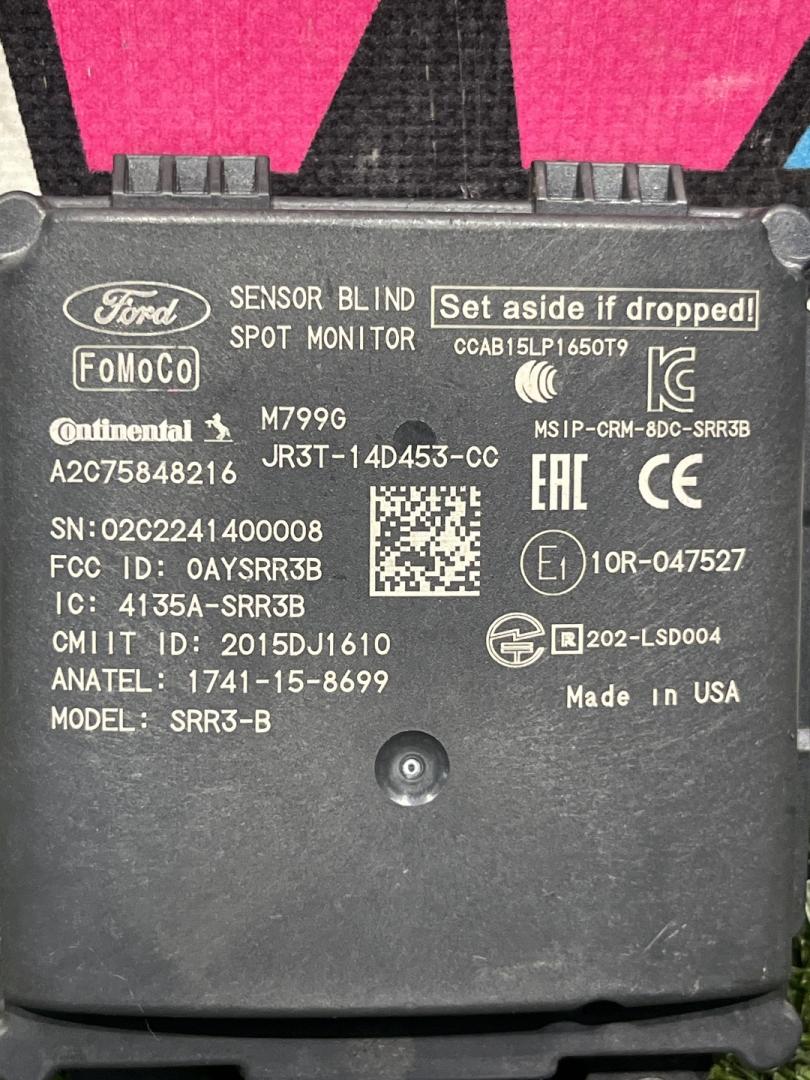 Ford
SENSOR BLIND
SPOT MONITOR
Set aside if dropped!
FoMoCo
CCAB15LP1650T9
Continental
M799G
MSIP-CRM-8DC-SRR3B
A2C75848216
JR3T-14D453-CC
EAC CE
SN:02C2241400008
FCC ID: OAYSRR3B
E1 10R-047527
IC: 4135A-SRR3B
CMIIT ID: 2015DJ1610
R 202-LSD004
ANATEL: 1741-15-8699
Made in USA
MODEL: SRR3-B